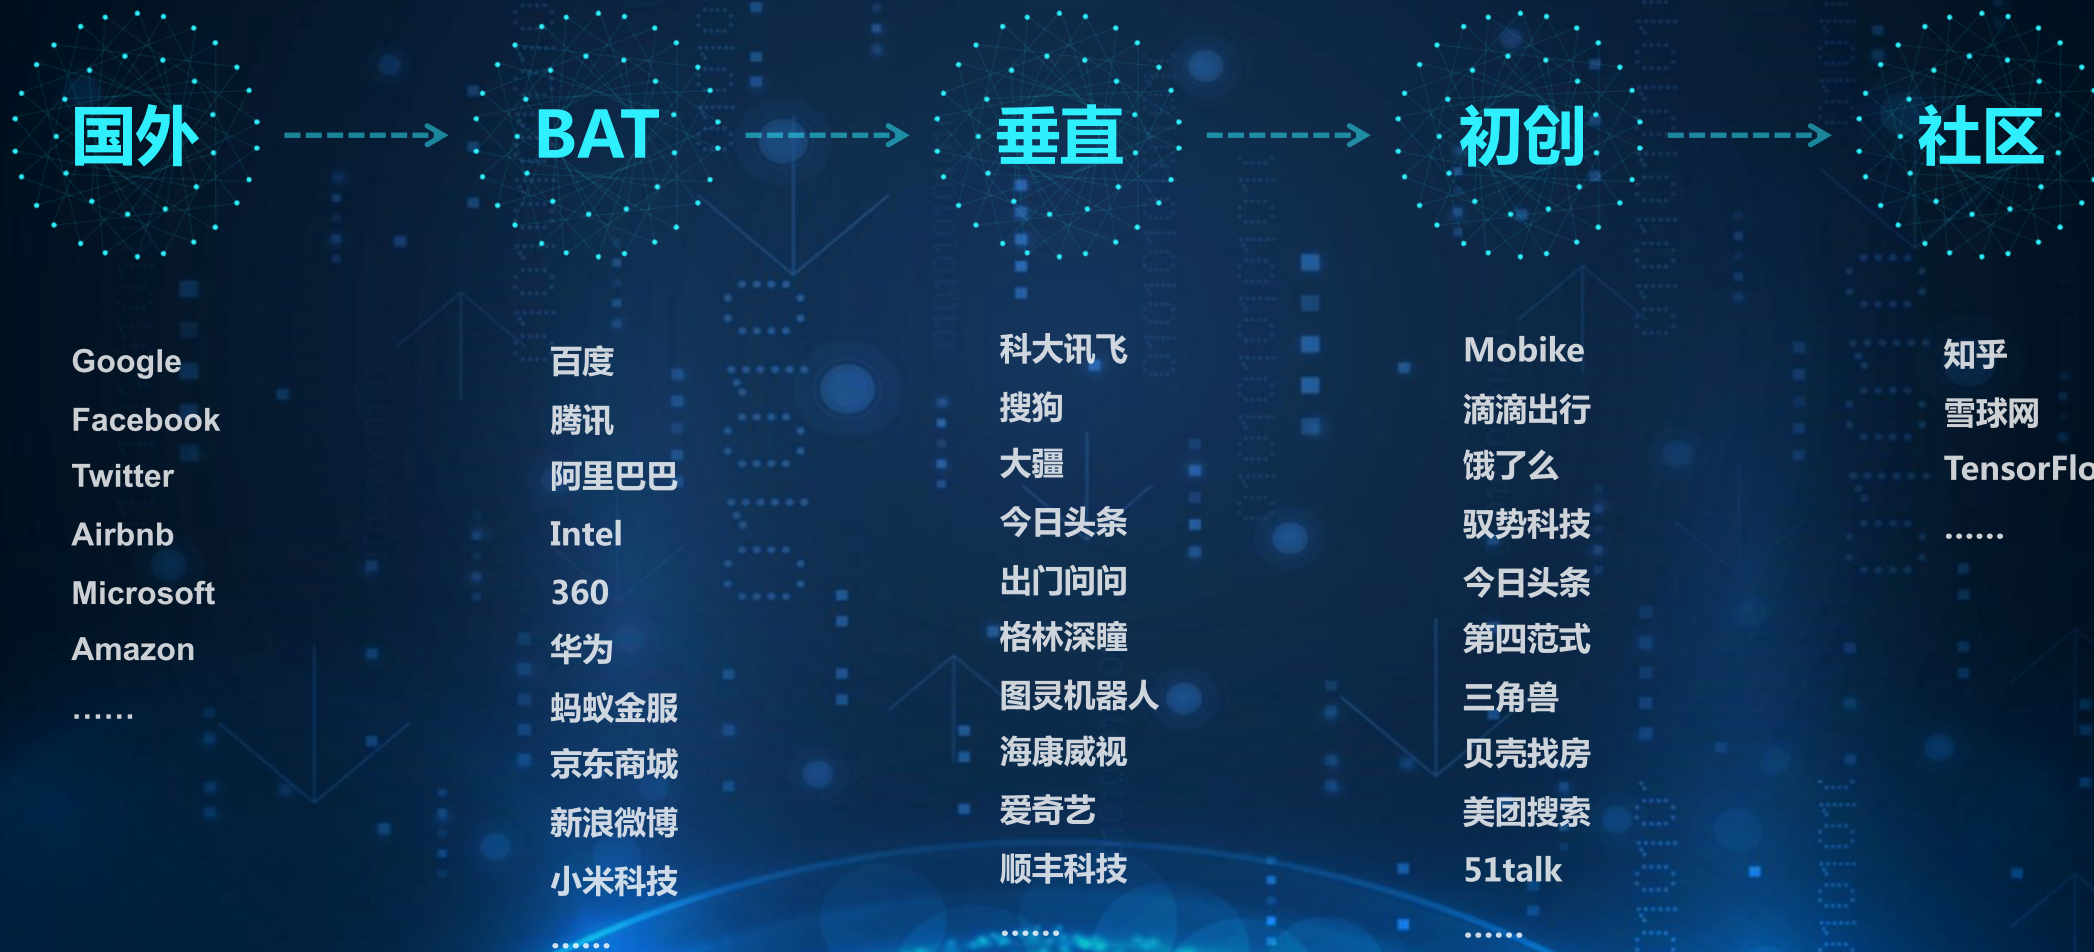 国外
BAT
垂直
初创
社区
Google
Facebook
Twitter
Airbnb
Microsoft
Amazon
......
百度
腾讯
阿里巴巴
Intel
360
华为
蚂蚁金服
京东商城
新浪微博
小米科技
......
科大讯飞
搜狗
大疆
今日头条
出门问问
格林深瞳
图灵机器人
海康威视
爱奇艺
顺丰科技
......
Mobike
滴滴出行
饿了么
驭势科技
今日头条
第四范式
三角兽
贝壳找房
美团搜索
51talk
......
知乎
雪球网
TensorFlo
......